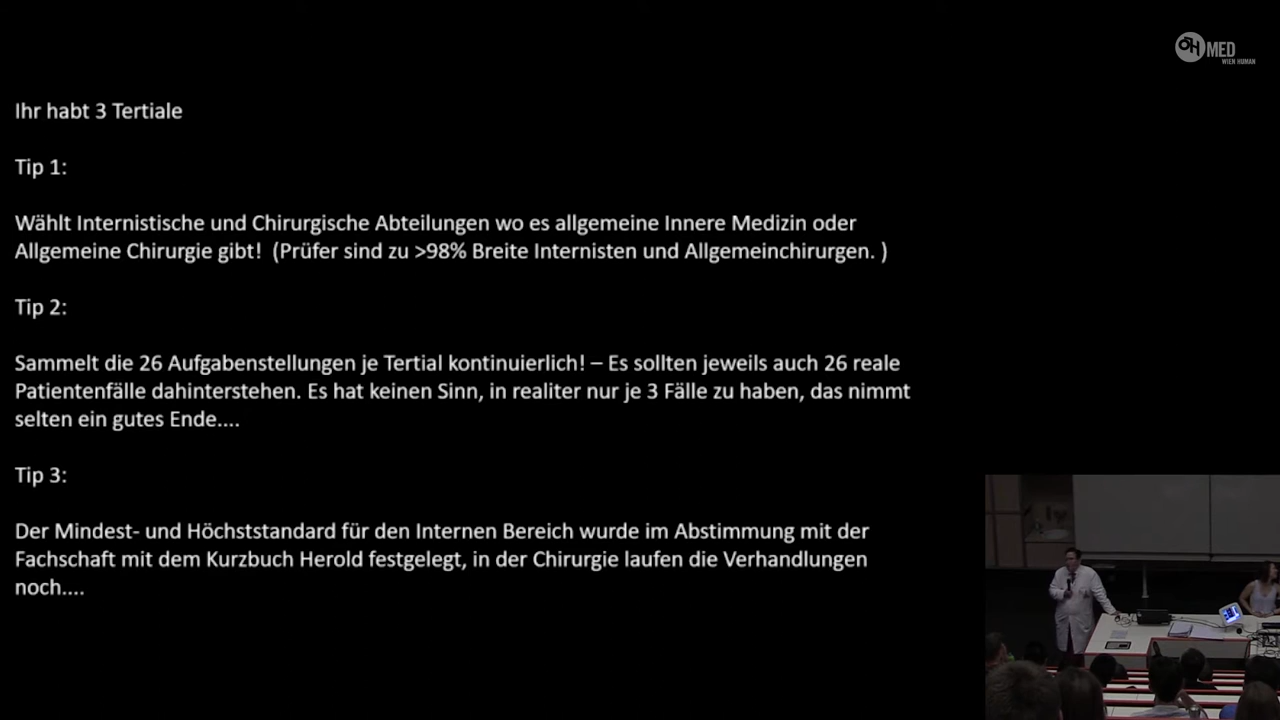 ÖH MED
WIEN HUMAN
Ihr habt 3 Tertiale
Tip 1:
Wählt Internistische und Chirurgische Abteilungen wo es allgemeine Innere Medizin oder
Allgemeine Chirurgie gibt!  (Prüfer sind zu >98% Breite Internisten und Allgemeinchirurgen. )
Tip 2:
Sammelt die 26 Aufgabenstellungen je Tertial kontinuierlich! – Es sollten jeweils auch 26 reale
Patientenfälle dahinterstehen. Es hat keinen Sinn, in realiter nur je 3 Fälle zu haben, das nimmt
selten ein gutes Ende....
Tip 3:
Der Mindest- und Höchststandard für den Internen Bereich wurde im Abstimmung mit der
Fachschaft mit dem Kurzbuch Herold festgelegt, in der Chirurgie laufen die Verhandlungen
noch....